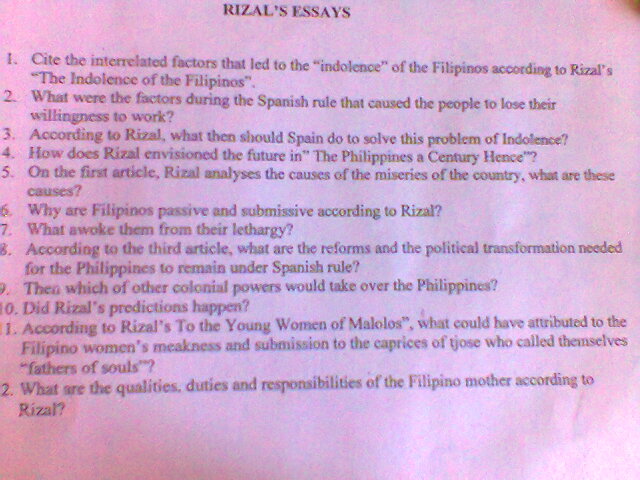 RIZAL'S ESSAYS
1. Cite the interrelated factors that led to the "indolence" of the Filipinos according to Rizal's
"The Indolence of the Filipinos".
2. What were the factors during the Spanish rule that caused the people to lose their
willingness to work?
3. According to Rizal, what then should Spain do to solve this problem of Indolence?
4. How does Rizal envisioned the future in" The Philippines a Century Hence"?
5. On the first article, Rizal analyses the causes of the miseries of the country, what are these
causes?
6. Why are Filipinos passive and submissive according to Rizal?
7. What awoke them from their lethargy?
8. According to the third article, what are the reforms and the political transformation needed
for the Philippines to remain under Spanish rule?
9. Then which of other colonial powers would take over the Philippines?
10. Did Rizal's predictions happen?
1. According to Rizal's To the Young Women of Malolos", what could have attributed to the
Filipino women's meakness and submission to the caprices of tjose who called themselves
"fathers of souls"?
2. What are the qualities, duties and responsibilities of the Filipino mother according to
Rizal?